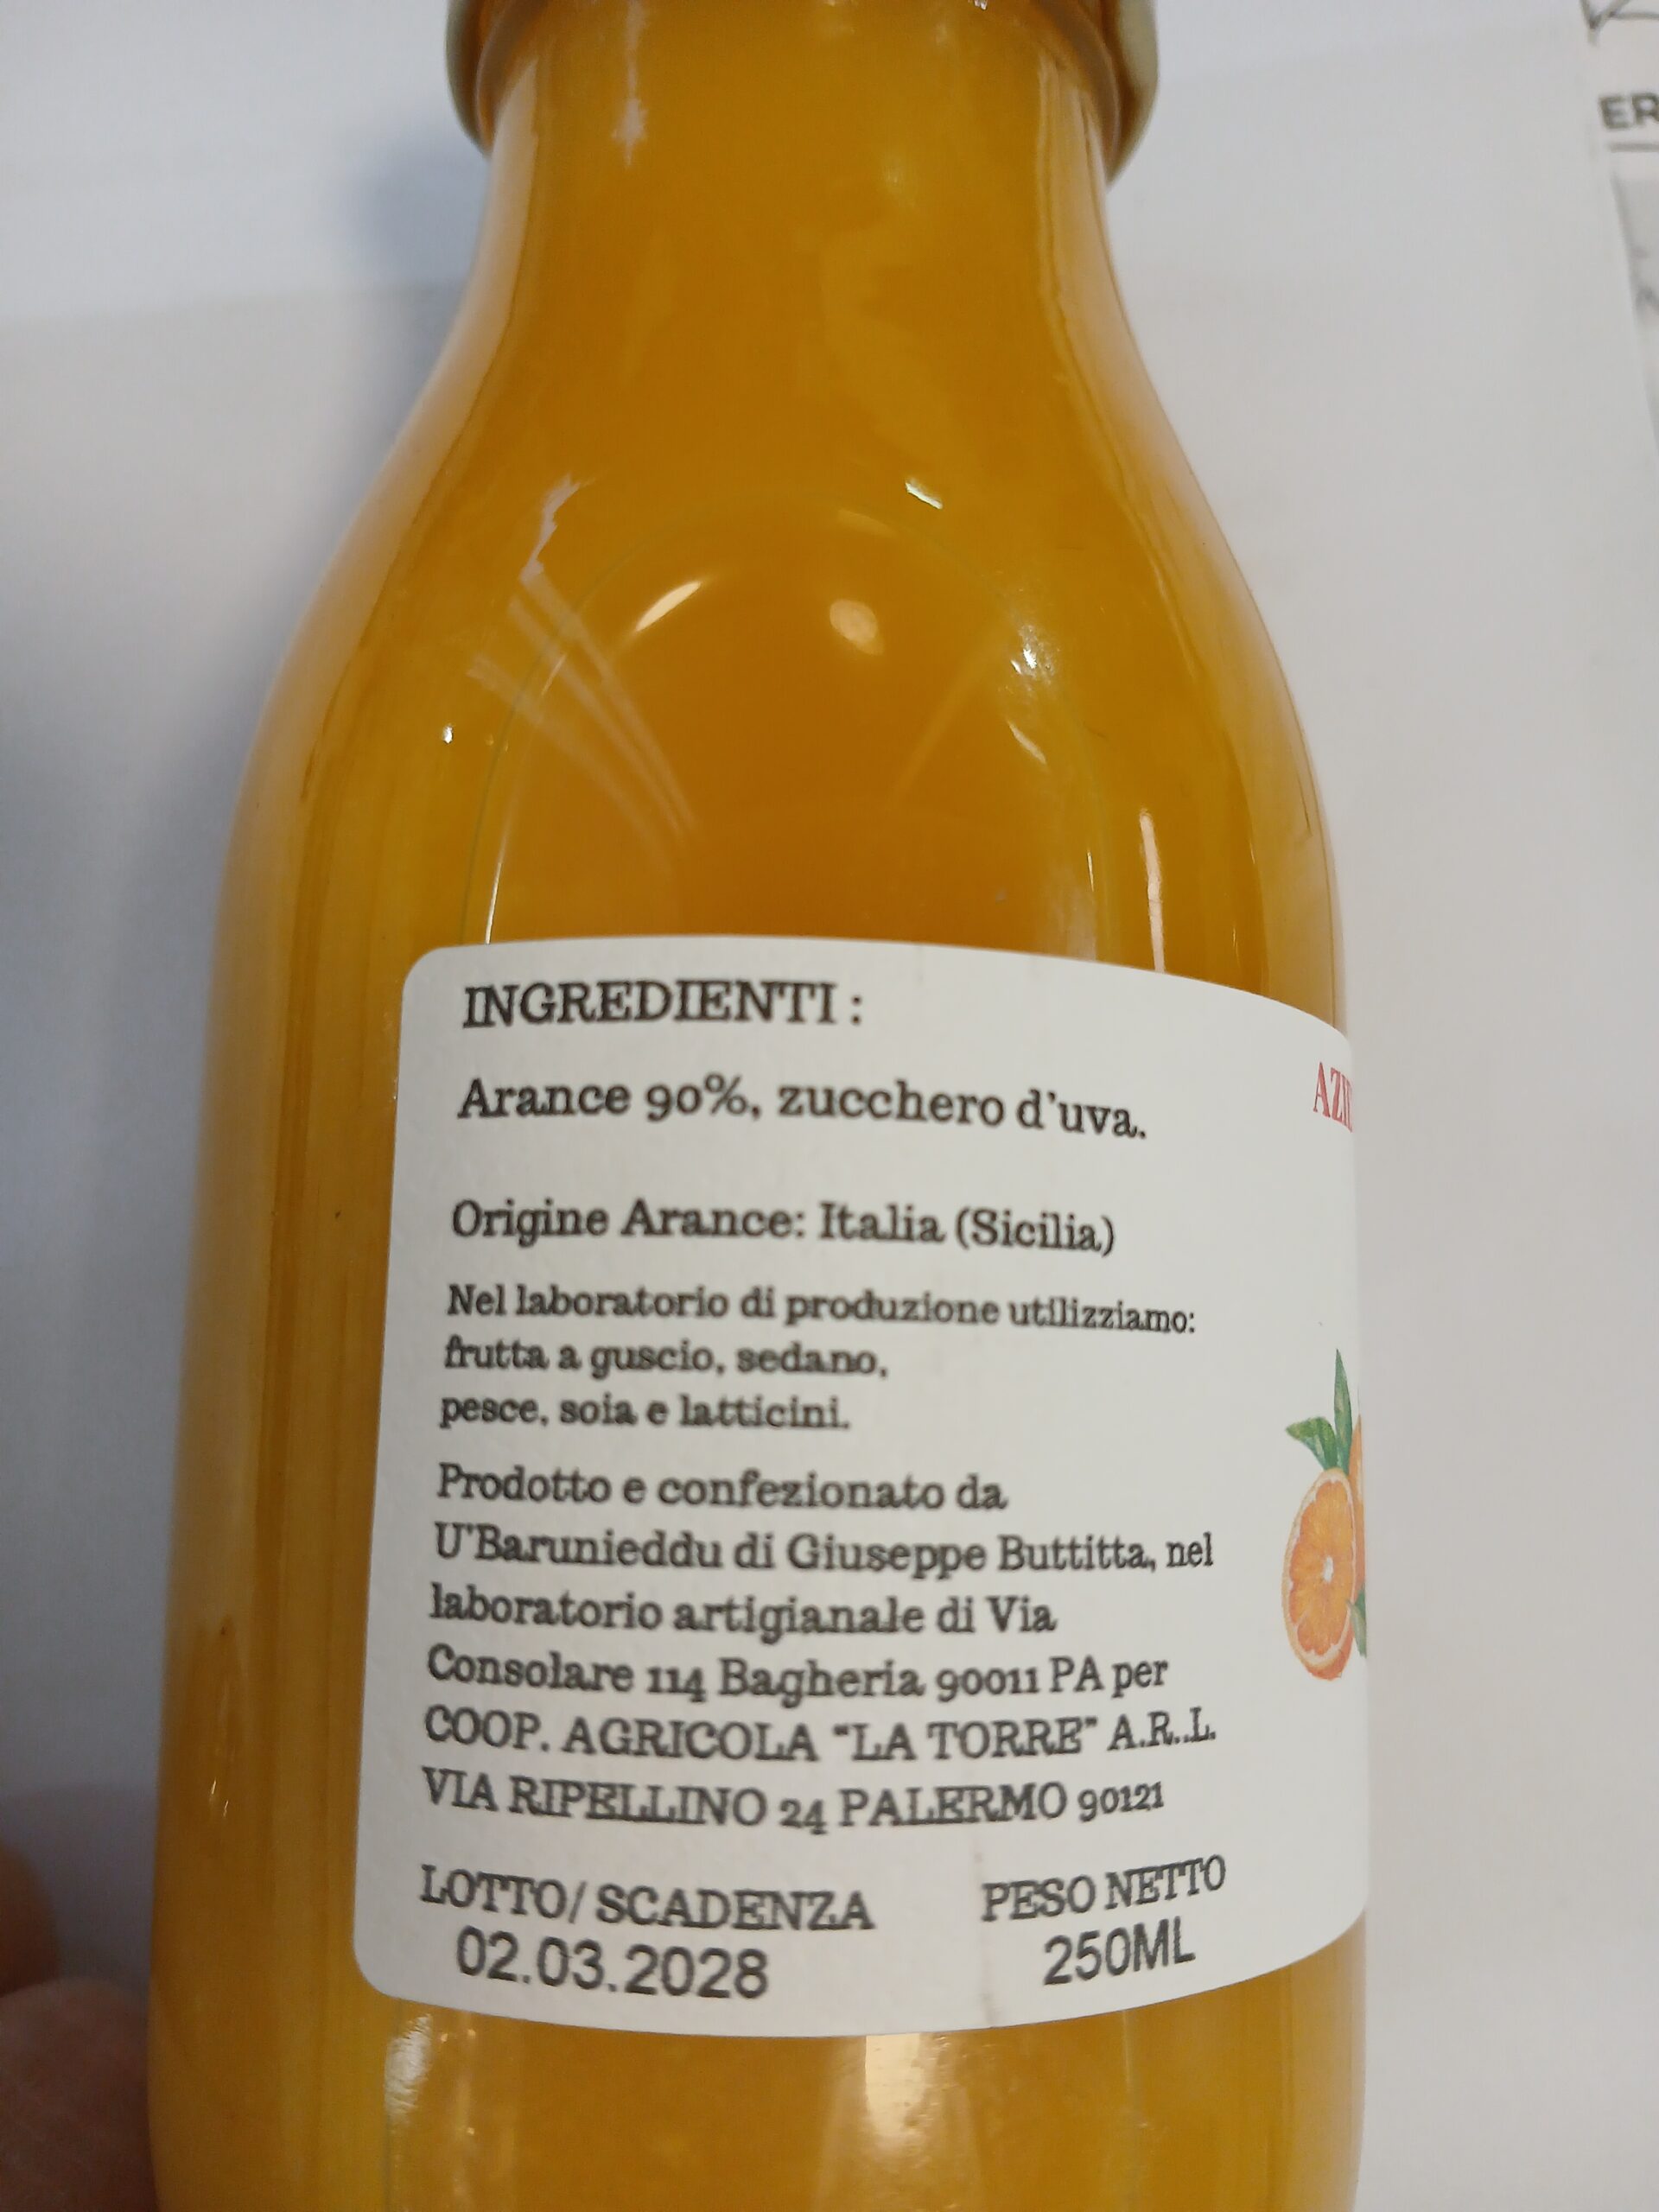 ER
INGREDIENTI :
Arance 90%, zucchero d'uva.
Origine Arance: Italia (Sicilia)
Nel laboratorio di produzione utilizziamo:
frutta a guscio, sedano,
pesce, soia e latticini.
Prodotto e confezionato da
U'Barunieddu di Giuseppe Buttitta, nel
laboratorio artigianale di Via
Consolare 114 Bagheria 90011 PA per
COOP. AGRICOLA "LA TORRE" A.R..L.
VIA RIPELLINO 24 PALERMO 90121
LOTTO/ SCADENZA PESO NETTO
02.03.2028 250ML